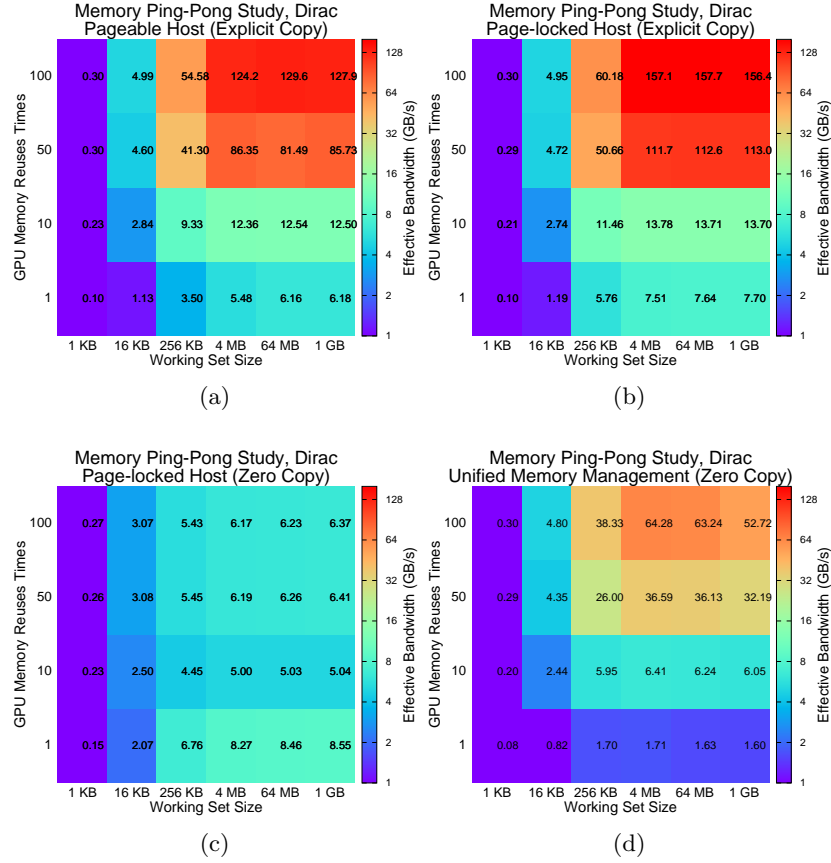 Memory Ping-Pong Study, Dirac
Pageable Host (Explicit Copy)
GPU Memory Reuses Times
100 0.30 4.99 54.58 124.2 129.6 127.9
50 0.30 4.60 41.30 86.35 81.49 85.73
10 0.23 2.84 9.33 12.36 12.54 12.50
1 0.10 1.13 3.50 5.48 6.16 6.18
1 KB 16 KB 256 KB 4 MB 64 MB 1 GB
Working Set Size
128
64
32
16
8
4
2
1
Effective Bandwidth (GB/s)
(a)
Memory Ping-Pong Study, Dirac
Page-locked Host (Explicit Copy)
GPU Memory Reuses Times
100 0.30 4.95 60.18 157.1 157.7 156.4
50 0.29 4.72 50.66 111.7 112.6 113.0
10 0.21 2.74 11.46 13.78 13.71 13.70
1 0.10 1.19 5.76 7.51 7.64 7.70
1 KB 16 KB 256 KB 4 MB 64 MB 1 GB
Working Set Size
128
64
32
16
8
4
2
1
Effective Bandwidth (GB/s)
(b)
Memory Ping-Pong Study, Dirac
Page-locked Host (Zero Copy)
GPU Memory Reuses Times
100 0.27 3.07 5.43 6.17 6.23 6.37
50 0.26 3.08 5.45 6.19 6.26 6.41
10 0.23 2.50 4.45 5.00 5.03 5.04
1 0.15 2.07 6.76 8.27 8.46 8.55
1 KB 16 KB 256 KB 4 MB 64 MB 1 GB
Working Set Size
128
64
32
16
8
4
2
1
Effective Bandwidth (GB/s)
(c)
Memory Ping-Pong Study, Dirac
Unified Memory Management (Zero Copy)
GPU Memory Reuses Times
100 0.30 4.80 38.33 64.28 63.24 52.72
50 0.29 4.35 26.00 36.59 36.13 32.19
10 0.20 2.44 5.95 6.41 6.24 6.05
1 0.08 0.82 1.70 1.71 1.63 1.60
1 KB 16 KB 256 KB 4 MB 64 MB 1 GB
Working Set Size
128
64
32
16
8
4
2
1
Effective Bandwidth (GB/s)
(d)